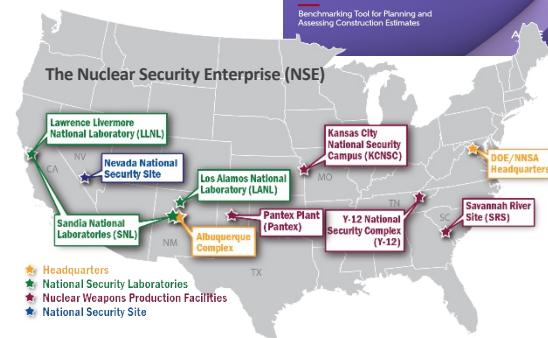 Benchmarking Tool for Planning and
Assessing Construction Estimates
The Nuclear Security Enterprise (NSE)
Lawrence Livermore
National Laboratory (LLNL)
Kansas City
National Security
Campus (KCNSC)
DOE/NNSA
Headquarters
NV
Nevada National
Security Site
CA
Los Alamos National
Laboratory (LANL)
MO
TN
Savannah River
Site (SRS)
Sandia National
Laboratories (SNL)
Pantex Plant
(Pantex)
Y-12 National
Security Complex
(Y-12)
SC
Albuquerque
Complex
NM
TX
Headquarters
National Security Laboratories
Nuclear Weapons Production Facilities
National Security Site